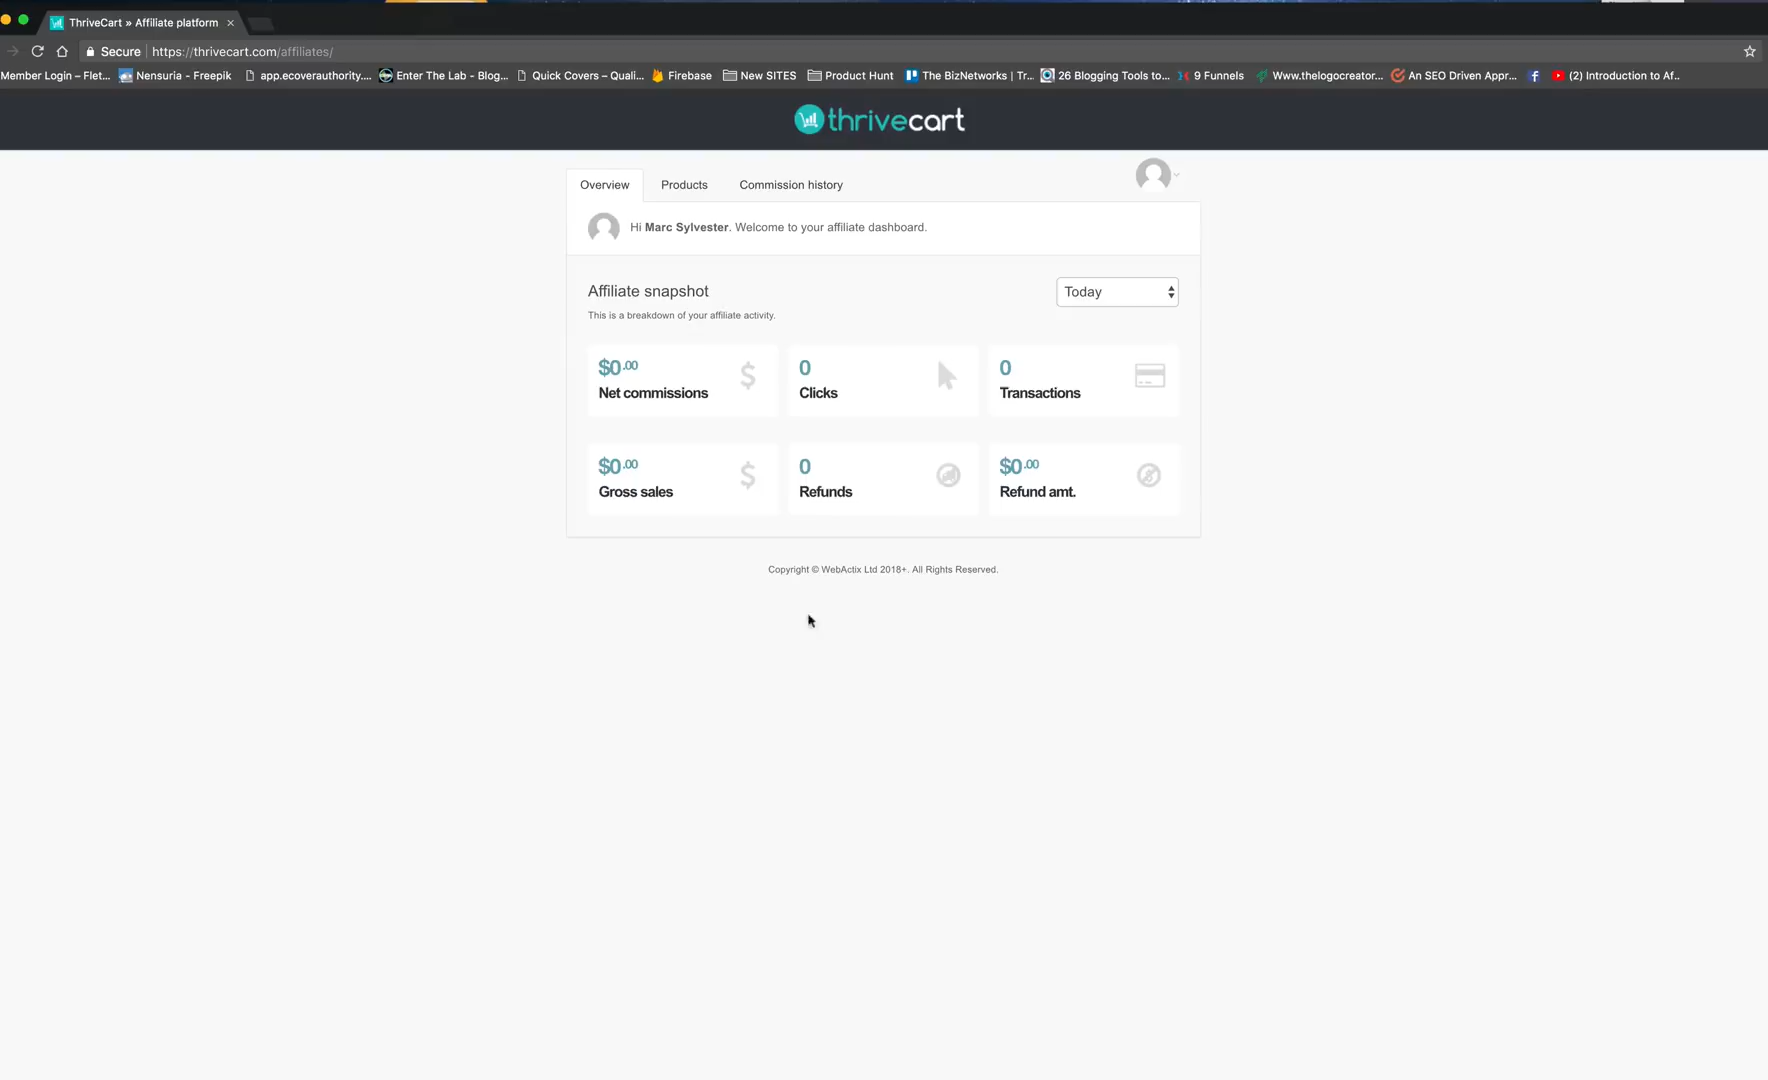 ThriveCart » Affiliate platform ×
Secure https://thrivecart.com/affiliates/
Member Login – Flet... Nensuria - Freepik app.ecoverauthority.... Enter The Lab - Blog... Quick Covers – Quali... Firebase New SITES Product Hunt The BizNetworks | Tr... 26 Blogging Tools to... 9 Funnels Www.thelogocreator... An SEO Driven Appr... (2) Introduction to Af..
thrivecart
Overview Products Commission history
Hi Marc Sylvester. Welcome to your affiliate dashboard.
Affiliate snapshot
Today
This is a breakdown of your affiliate activity.
$0.00 0 0
Net commissions Clicks Transactions
$0.00 0 $0.00
Gross sales Refunds Refund amt.
Copyright © WebActix Ltd 2018+. All Rights Reserved.